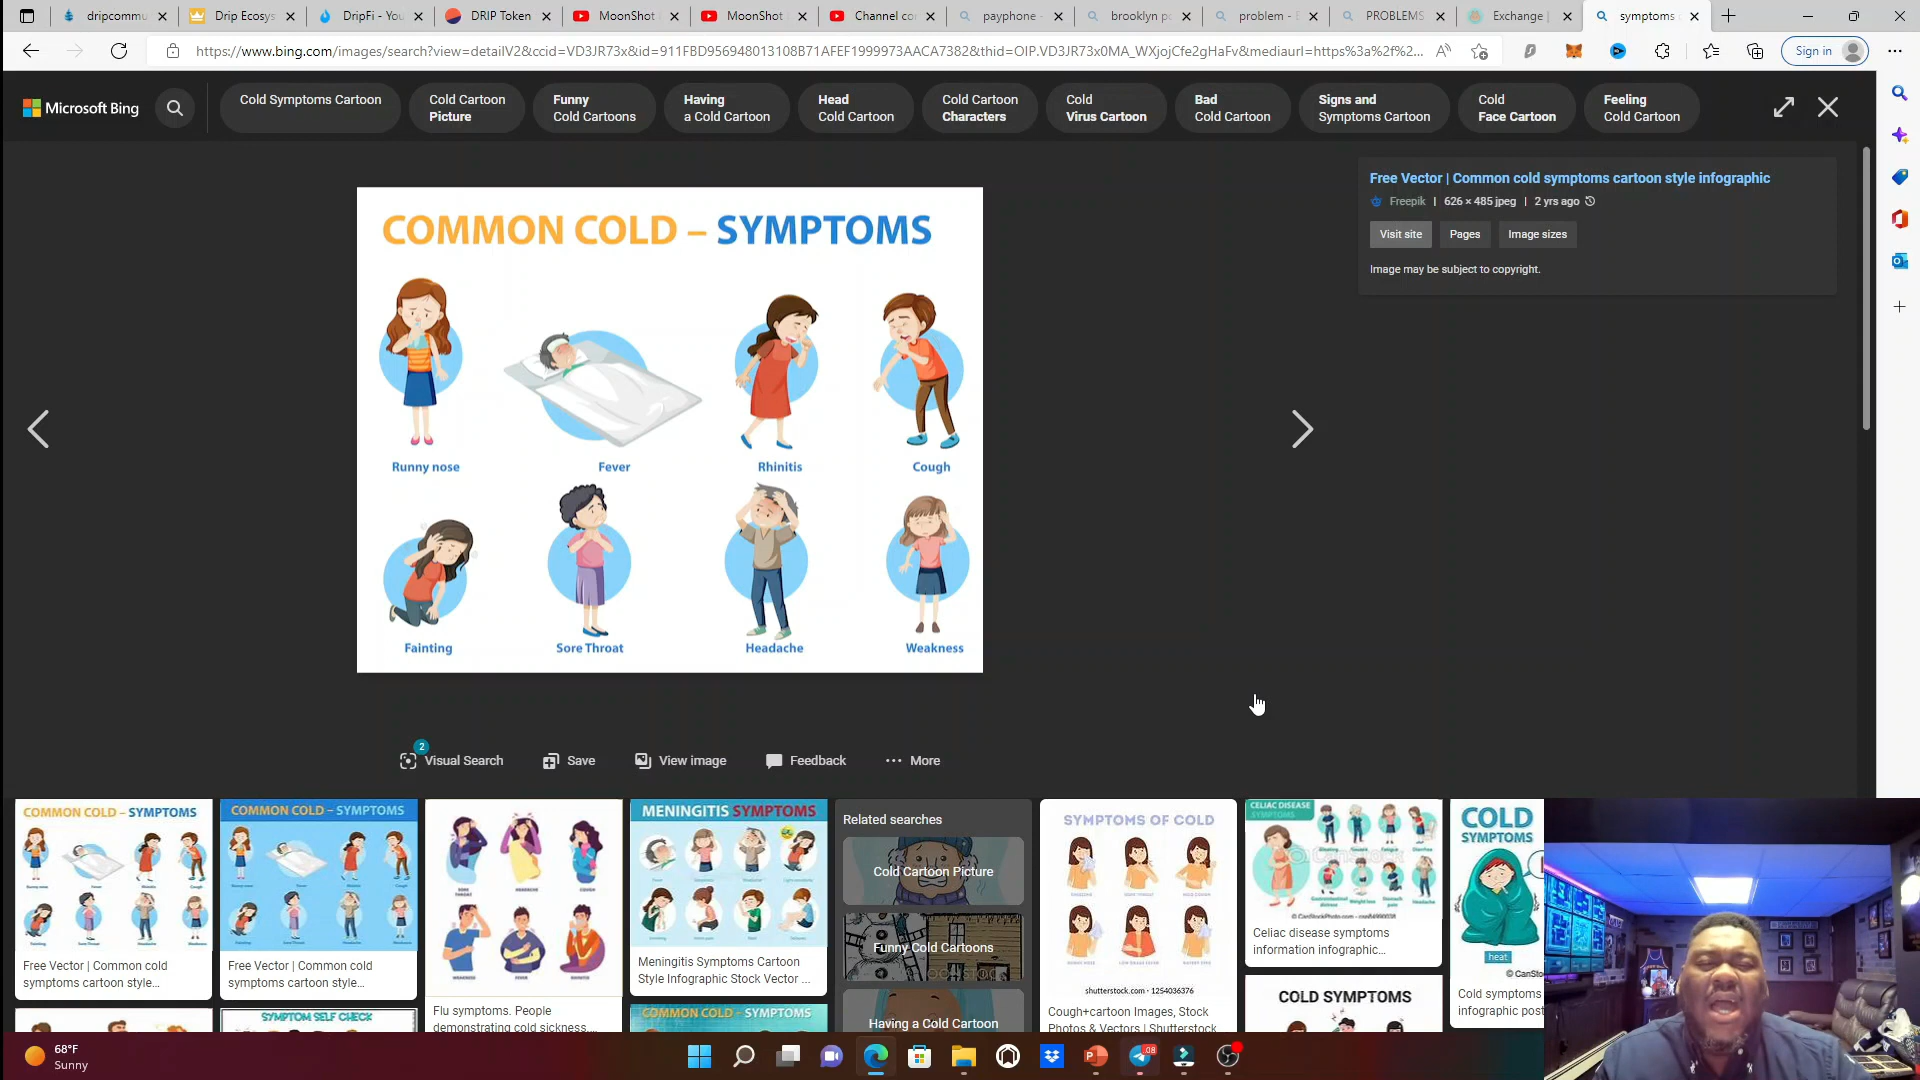 dripcommu
Drip Ecosys
DripFi - You
DRIP Token
MoonShot
MoonShot
Channel co
payphone -
brooklyn p
problem -
PROBLEMS
Exchange |
symptoms
https://www.bing.com/images/search?view=detailV2&ccid=VD3JR73x&id=911FBD956948013108B71AFEF1999973AACA7382&thid=OIP.VD3JR73x0MA_WXjojCfe2gHaFv&mediaurl=https%3a%2f%2...
Sign in
Microsoft Bing
Cold Symptoms Cartoon
Cold Cartoon
Picture
Funny
Cold Cartoons
Having
a Cold Cartoon
Head
Cold Cartoon
Cold Cartoon
Characters
Cold
Virus Cartoon
Bad
Cold Cartoon
Signs and
Symptoms Cartoon
Cold
Face Cartoon
Feeling
Cold Cartoon
Free Vector | Common cold symptoms cartoon style infographic
Freepik | 626 × 485 jpeg | 2 yrs ago
Visit site
Pages
Image sizes
Image may be subject to copyright.
COMMON COLD – SYMPTOMS
Runny nose
Fever
Rhinitis
Cough
Fainting
Sore Throat
Headache
Weakness
2
Visual Search
Save
View image
Feedback
More
COMMON COLD – SYMPTOMS
Free Vector | Common cold
symptoms cartoon style...
COMMON COLD – SYMPTOMS
Free Vector | Common cold
symptoms cartoon style...
SYMPTOM SELF CHECK
Flu symptoms. People
demonstrating cold sickness....
MENINGITIS SYMPTOMS
Meningitis Symptoms Cartoon
Style Infographic Stock Vector ...
COMMON COLD – SYMPTOMS
Related searches
Cold Cartoon Picture
Funny Cold Cartoons
Having a Cold Cartoon
SYMPTOMS OF COLD
shutterstock.com · 1254036376
Cough+cartoon Images, Stock
Photos & Vectors | Shutterstock
CELIAC DISEASE
SYMPTOMS
Celiac disease symptoms
information infographic...
COLD SYMPTOMS
COLD
SYMPTOMS
heat
© CanSto
Cold symptoms
infographic post
68°F
Sunny